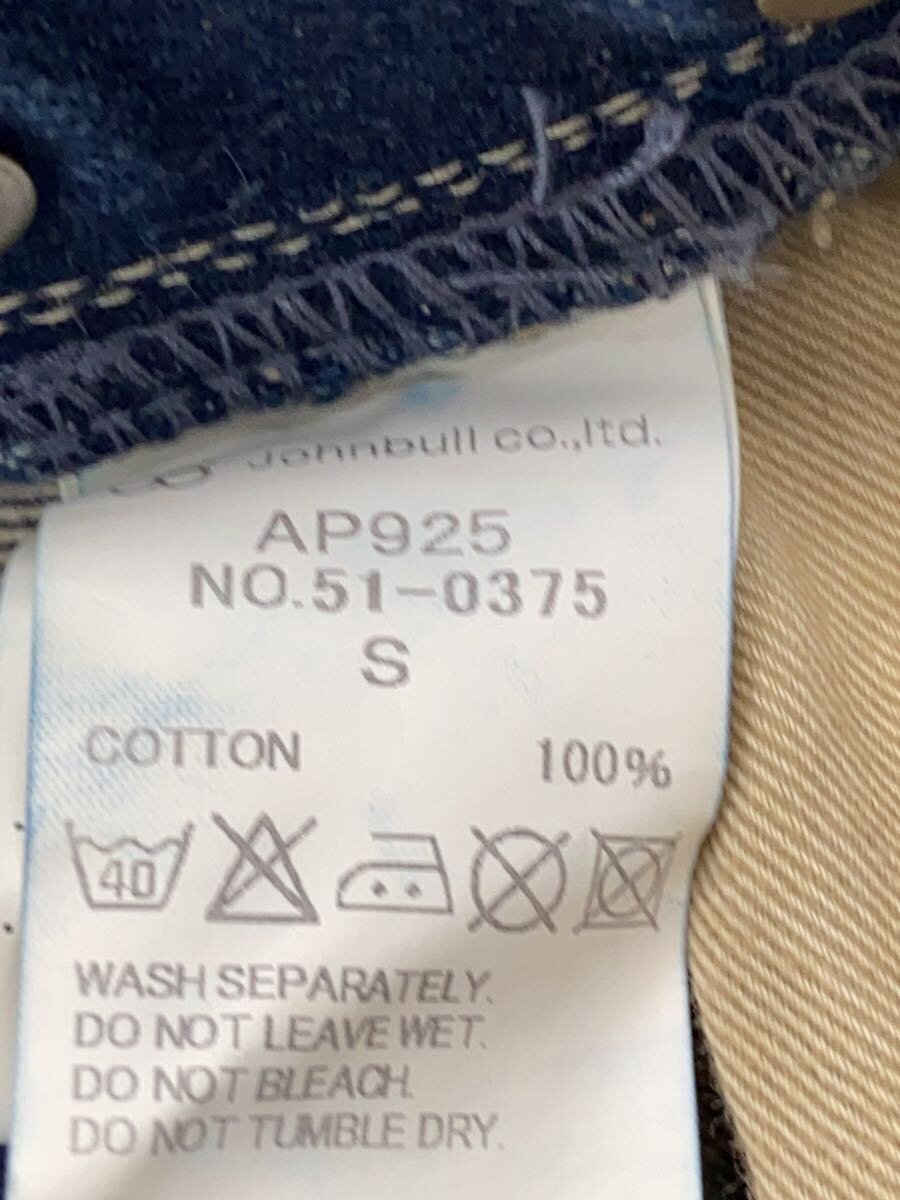 Johnbull co.,ltd.
AP925
NO.51-0375
S
COTTON 100%
40
WASH SEPARATELY.
DO NOT LEAVE WET.
DO NOT BLEACH.
DO NOT TUMBLE DRY.